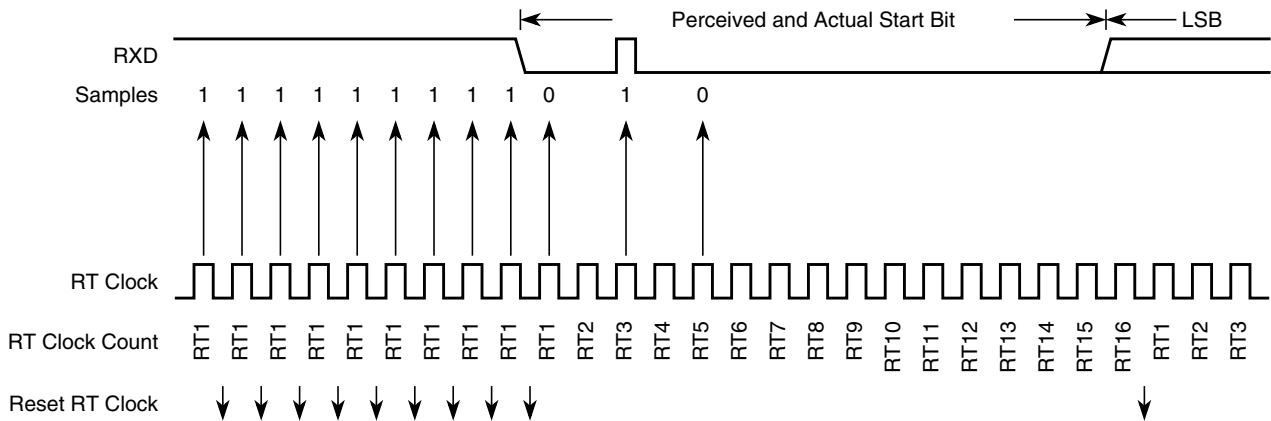 Perceived and Actual Start Bit LSB
RXD
Samples 1 1 1 1 1 1 1 1 1 0 1 0
RT Clock
RT Clock Count RT1 RT1 RT1 RT1 RT1 RT1 RT1 RT1 RT1 RT1 RT2 RT3 RT4 RT5 RT6 RT7 RT8 RT9 RT10 RT11 RT12 RT13 RT14 RT15 RT16 RT1 RT2 RT3
Reset RT Clock